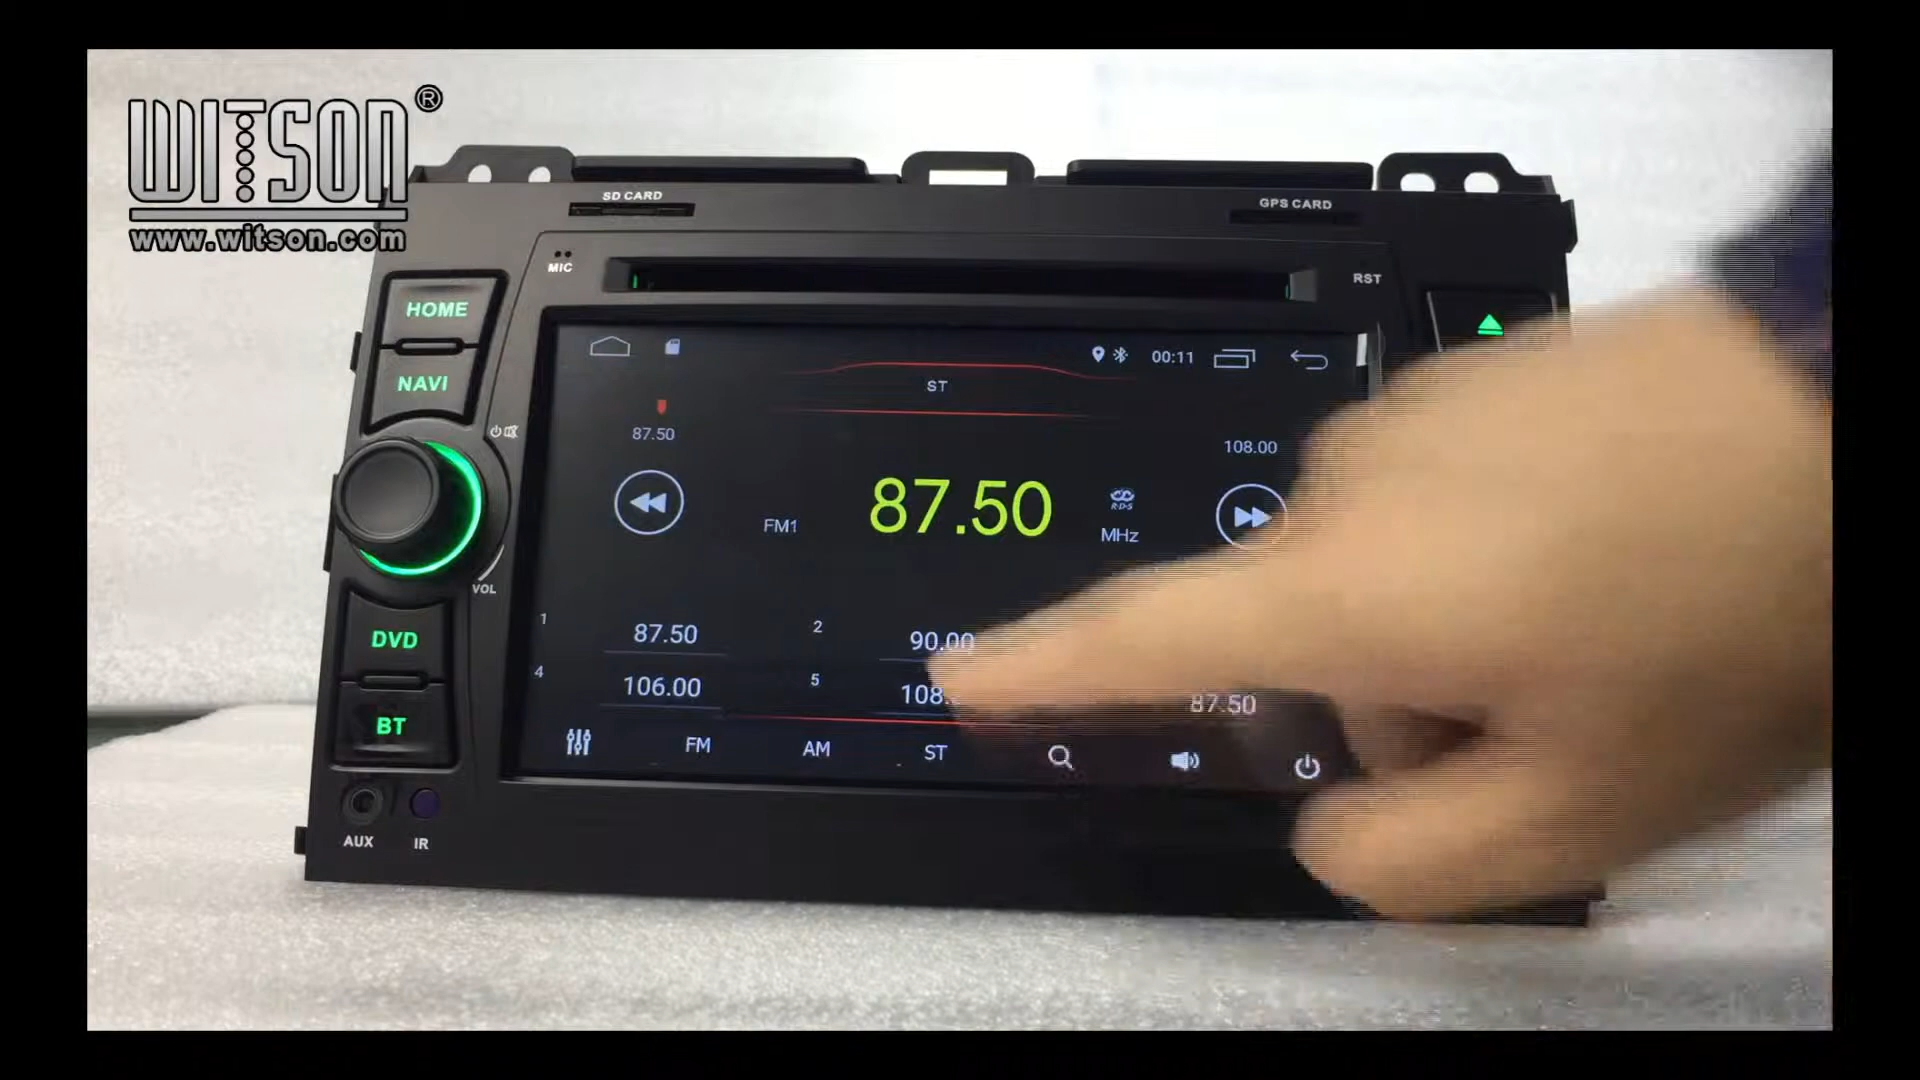 WITSON®
www.witson.com
SD CARD
GPS CARD
MIC
RST
HOME
NAVI
VOL
DVD
BT
AUX
IR
00:11
ST
87.50
108.00
FM1
87.50
R·D·S
MHz
1 87.50 2 90.00
4 106.00 5 87.50
FM AM ST